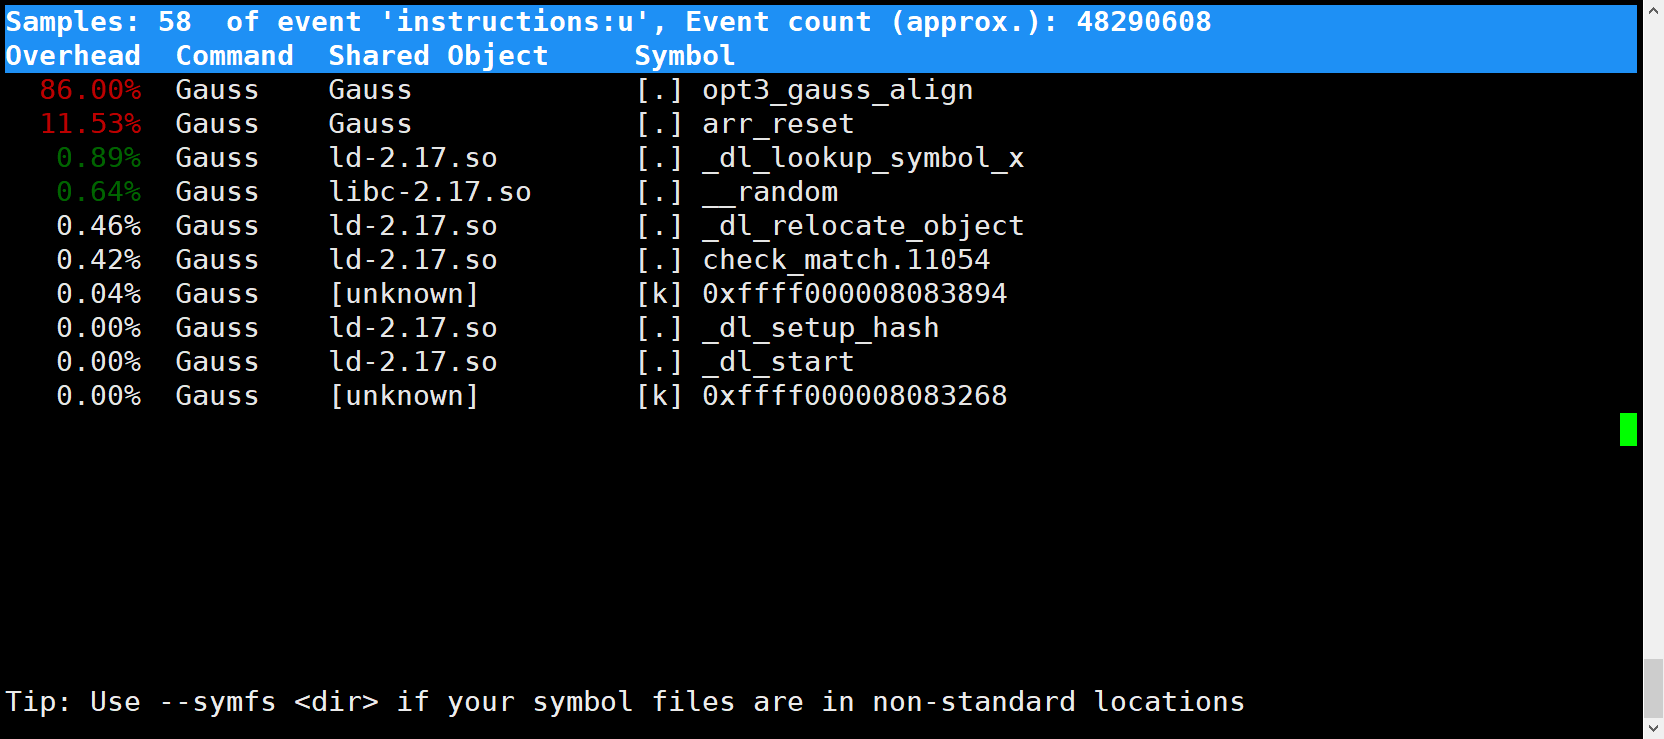 Samples: 58  of event 'instructions:u', Event count (approx.): 48290608
Overhead  Command  Shared Object     Symbol
  86.00%  Gauss    Gauss             [.] opt3_gauss_align
  11.53%  Gauss    Gauss             [.] arr_reset
   0.89%  Gauss    ld-2.17.so        [.] _dl_lookup_symbol_x
   0.64%  Gauss    libc-2.17.so      [.] __random
   0.46%  Gauss    ld-2.17.so        [.] _dl_relocate_object
   0.42%  Gauss    ld-2.17.so        [.] check_match.11054
   0.04%  Gauss    [unknown]         [k] 0xffff000008083894
   0.00%  Gauss    ld-2.17.so        [.] _dl_setup_hash
   0.00%  Gauss    ld-2.17.so        [.] _dl_start
   0.00%  Gauss    [unknown]         [k] 0xffff000008083268
Tip: Use --symfs <dir> if your symbol files are in non-standard locations